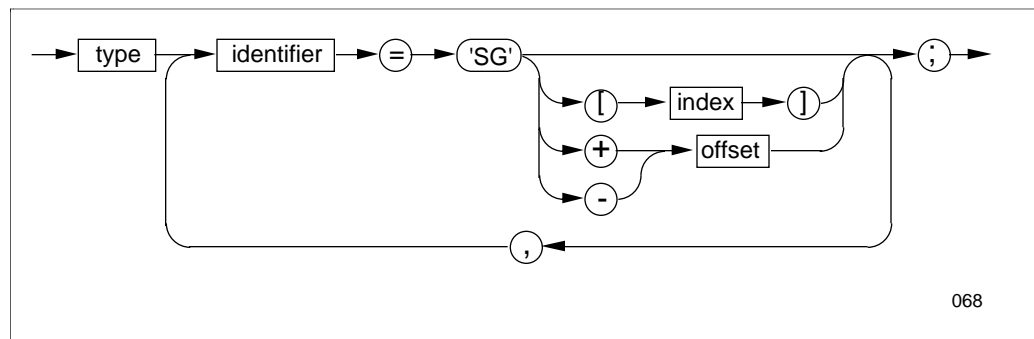 type identifier = 'SG' ;
[ index ]
+ offset
-
,
068